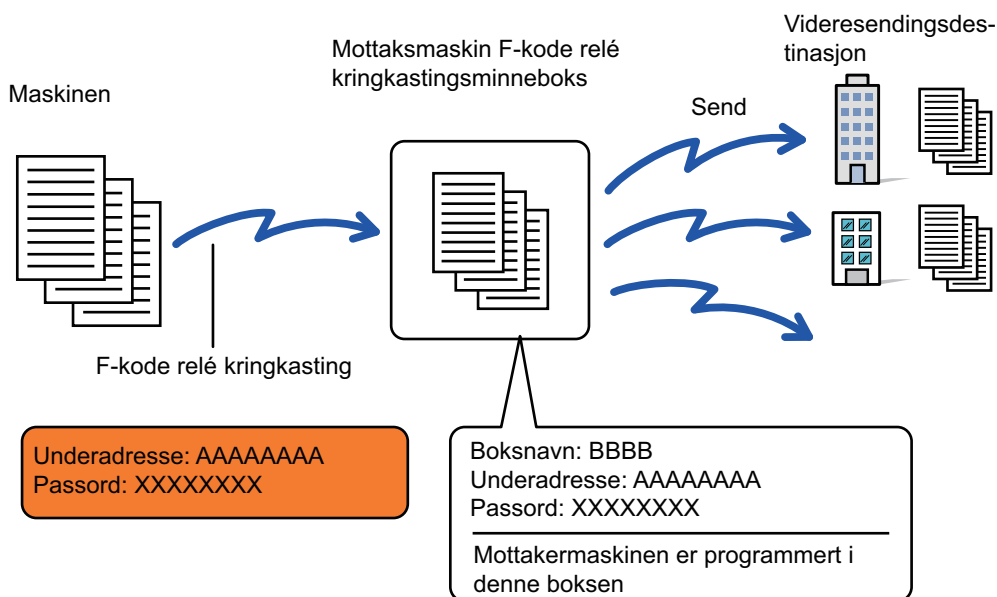 Maskinen
Mottaksmaskin F-kode relé
kringkastingsminneboks
Videresendingsdes-
tinasjon
Send
F-kode relé kringkasting
Underadresse: AAAAAAAA
Passord: XXXXXXXX
Boksnavn: BBBB
Underadresse: AAAAAAAA
Passord: XXXXXXXX
Mottakermaskinen er programmert i
denne boksen